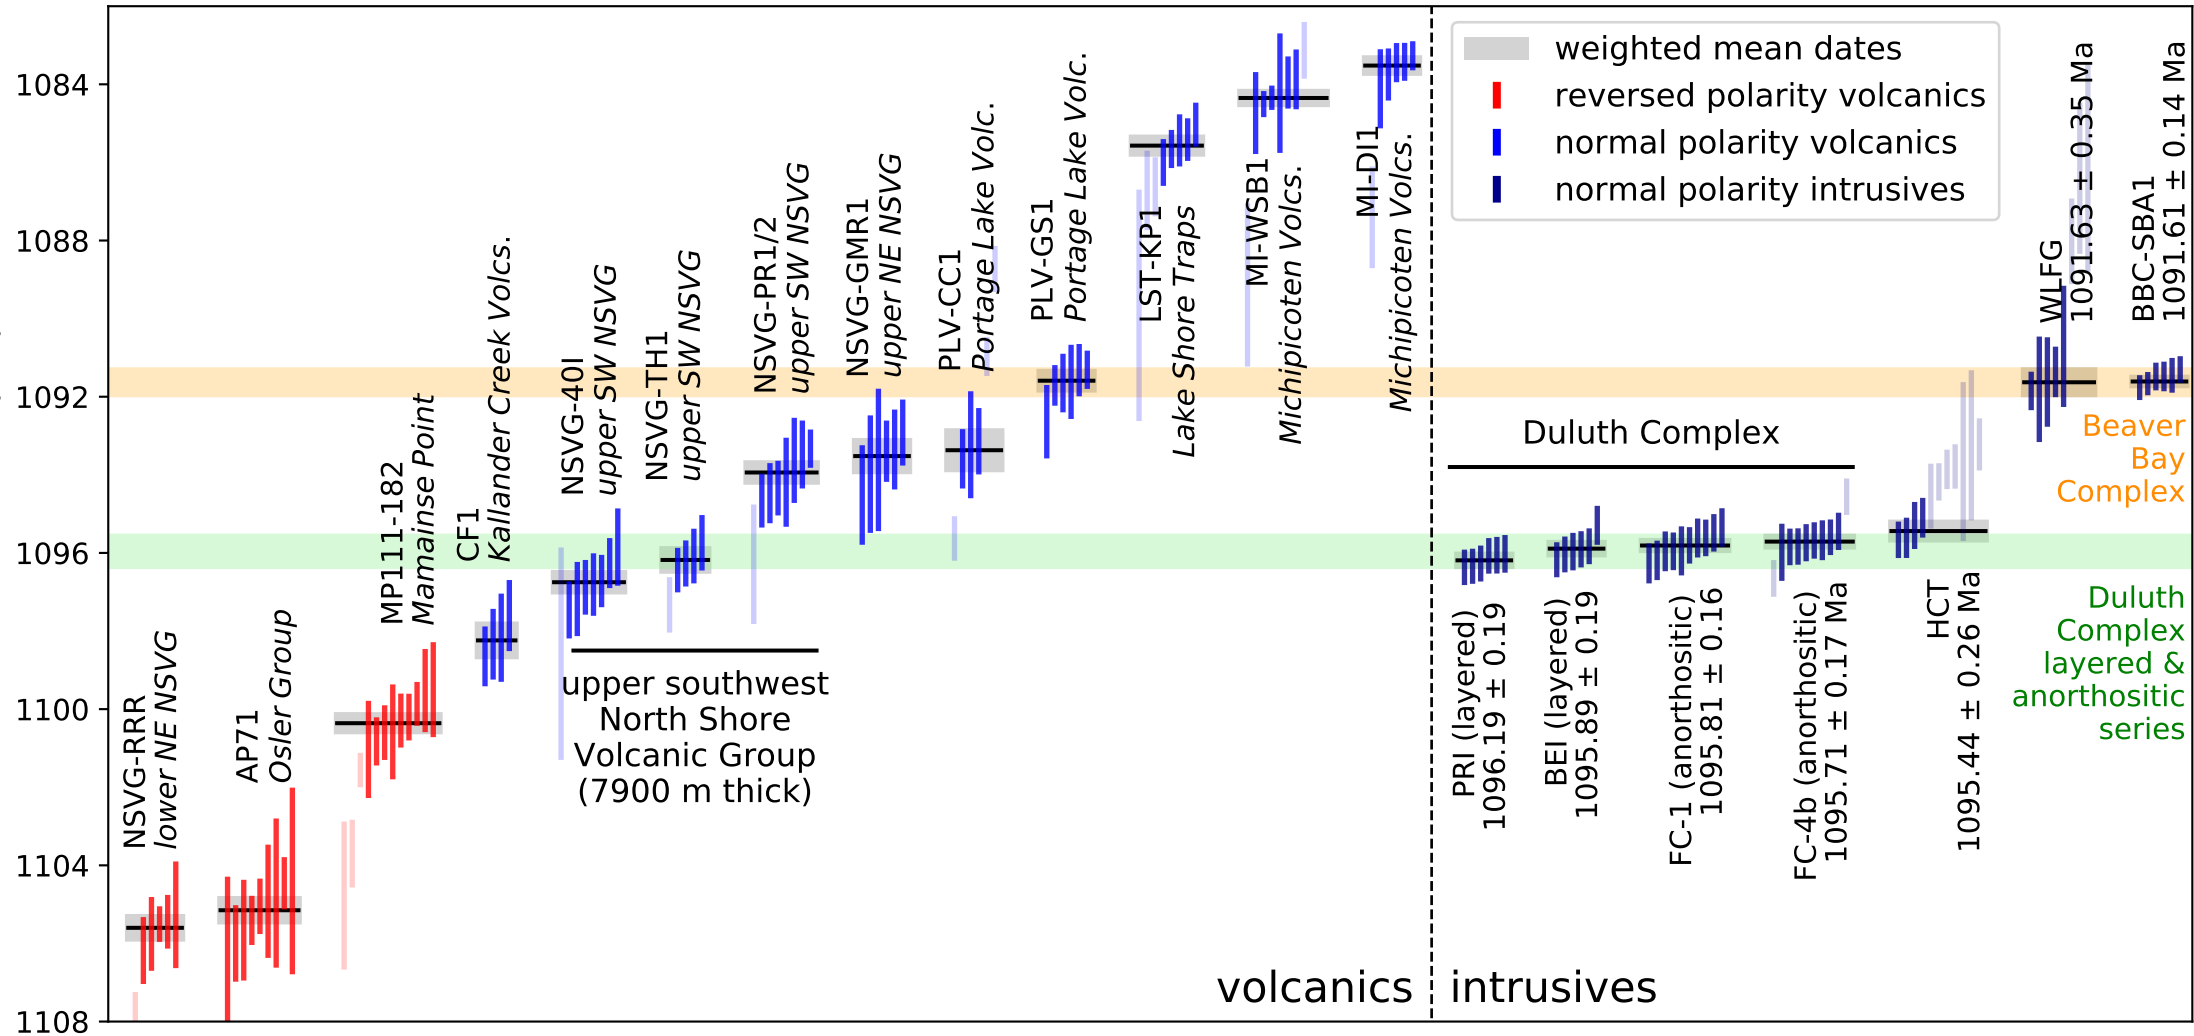 1084
1088
1092
1096
1100
1104
1108
NSVG-RRR
lower NE NSVG
AP71
Osler Group
MP111-182
Mamainse Point
CF1
Kallander Creek Volcs.
NSVG-40I
upper SW NSVG
NSVG-TH1
upper SW NSVG
NSVG-PR1/2
upper SW NSVG
NSVG-GMR1
upper NE NSVG
PLV-CC1
Portage Lake Volc.
PLV-GS1
Portage Lake Volc.
LST-KP1
Lake Shore Traps
MI-WSB1
Michipicoten Volcs.
MI-DI1
Michipicoten Volcs.
upper southwest
North Shore
Volcanic Group
(7900 m thick)
volcanics
intrusives
weighted mean dates
reversed polarity volcanics
normal polarity volcanics
normal polarity intrusives
Duluth Complex
PRI (layered)
1096.19 ± 0.19
BEI (layered)
1095.89 ± 0.19
FC-1 (anorthositic)
1095.81 ± 0.16
FC-4b (anorthositic)
1095.71 ± 0.17 Ma
HCT
1095.44 ± 0.26 Ma
WLFG
1091.63 ± 0.35 Ma
BBC-SBA1
1091.61 ± 0.14 Ma
Beaver
Bay
Complex
Duluth
Complex
layered &
anorthositic
series